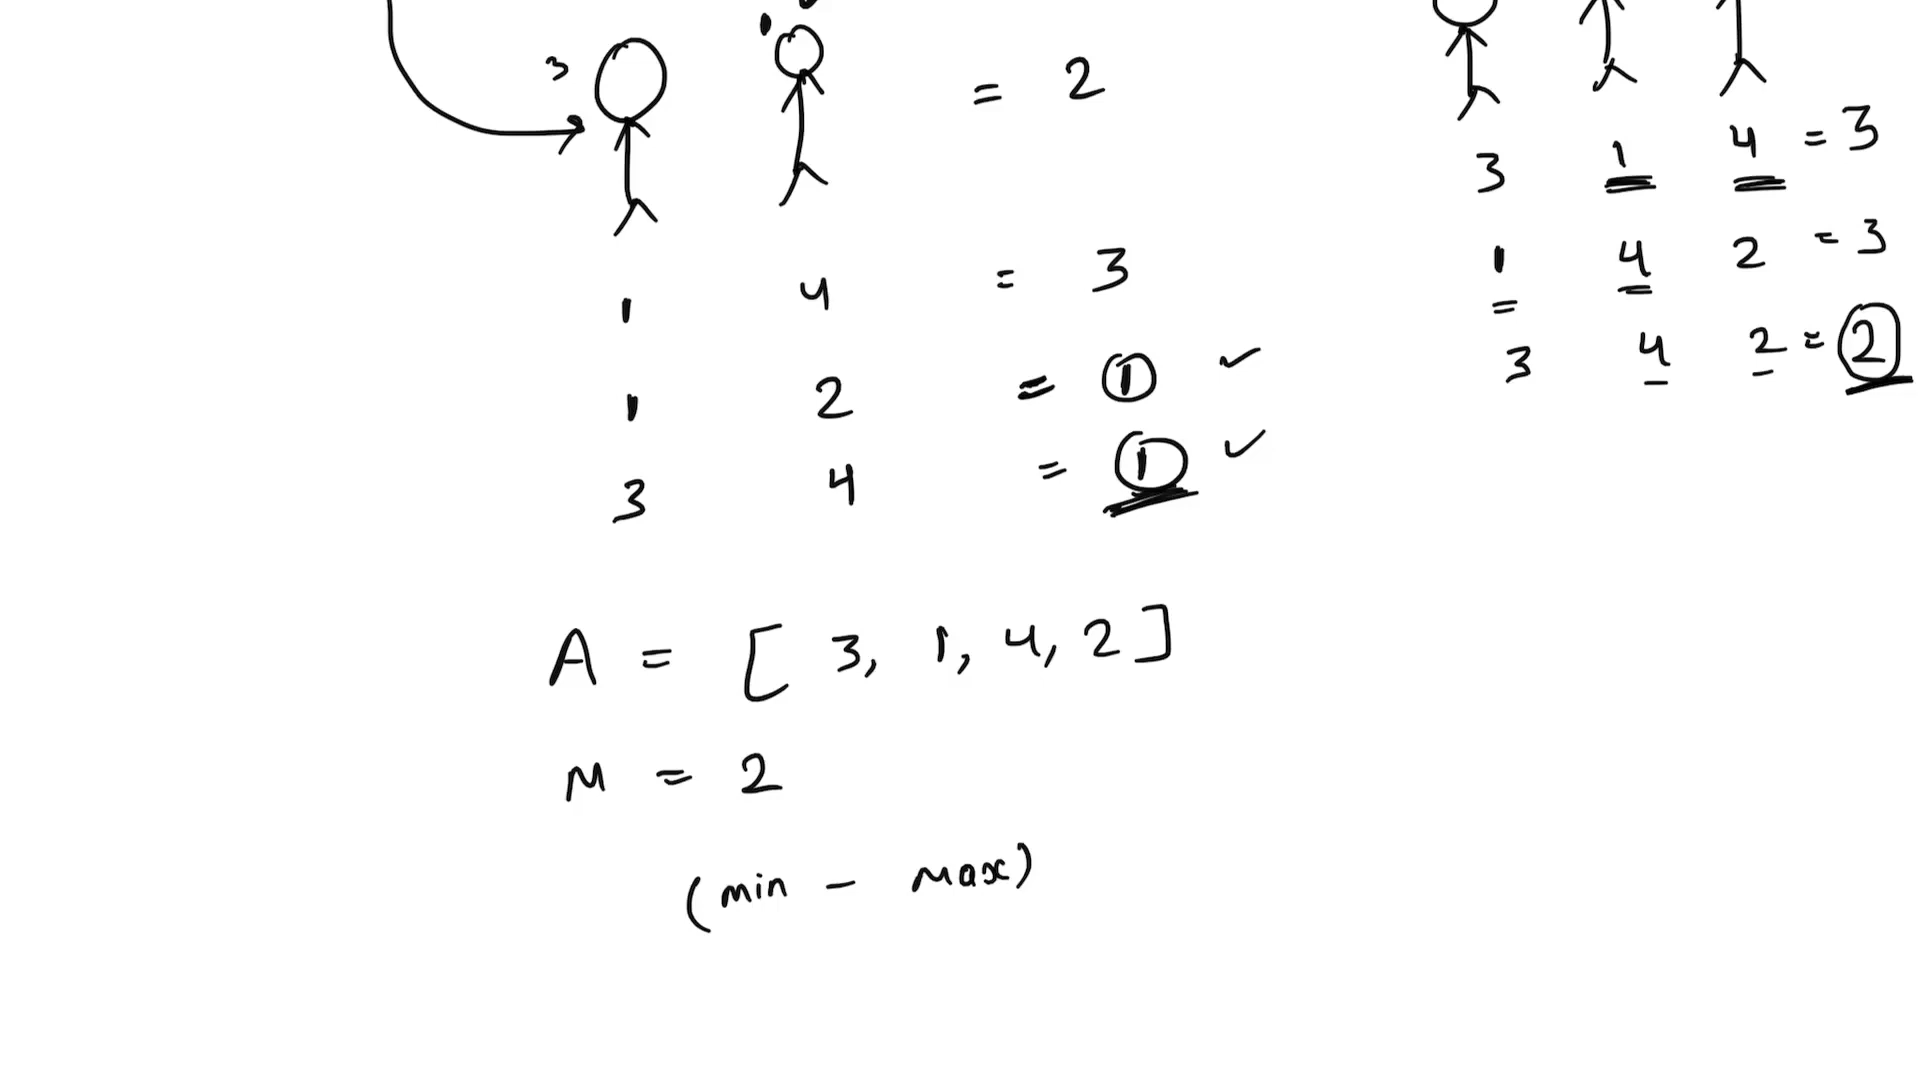 3 1 = 2
1 4 = 3
1 2 = 1 ✓
3 4 = 1 ✓
A = [ 3, 1, 4, 2 ]
M = 2
(min - max)
3 1 4 = 3
1 4 2 = 3
3 4 2 = 2